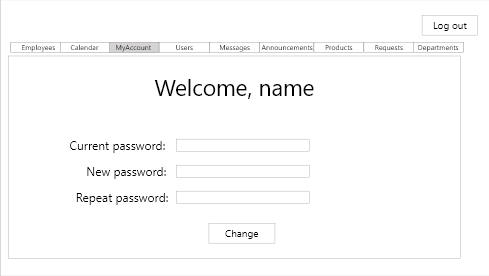 Log out
Employees Calendar MyAccount Users Messages Announcements Products Requests Departments
Welcome, name
Current password:
New password:
Repeat password:
Change